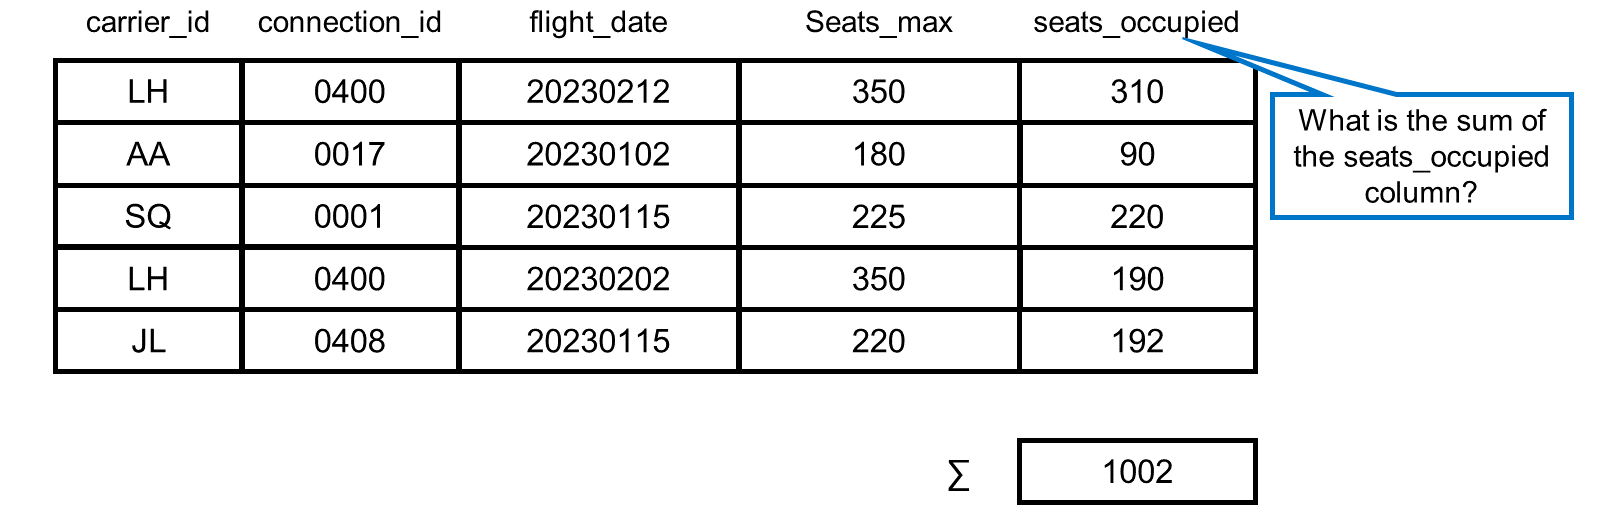 carrier_id connection_id flight_date Seats_max seats_occupied
LH 0400 20230212 350 310
AA 0017 20230102 180 90
SQ 0001 20230115 225 220
LH 0400 20230202 350 190
JL 0408 20230115 220 192
∑ 1002
What is the sum of
the seats_occupied
column?